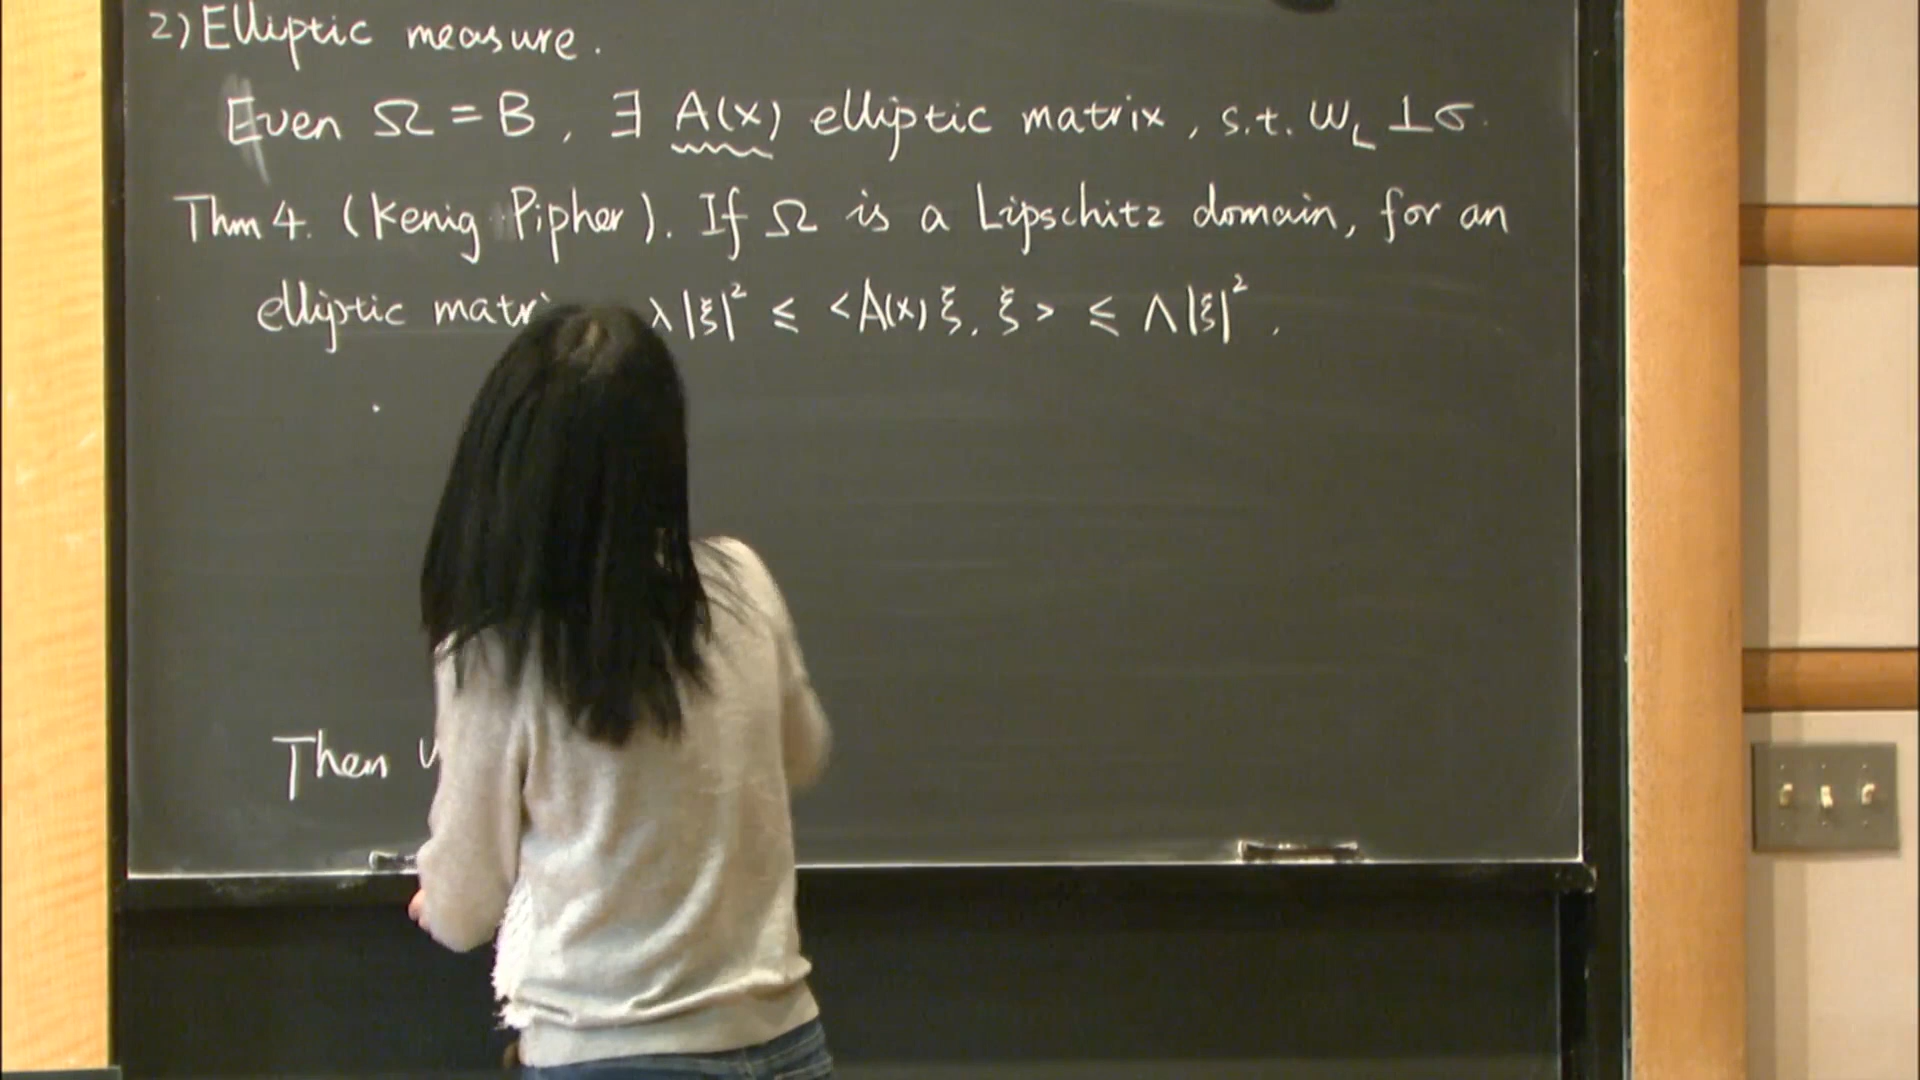 2) Elliptic measure.
Even Ω = B, ∃ A(x) elliptic matrix, s.t. ω_L ⊥ σ.
Thm 4. (Kenig Pipher). If Ω is a Lipschitz domain, for an
elliptic λ|ξ|² ≤ <A(x)ξ, ξ> ≤ Λ|ξ|².
Then